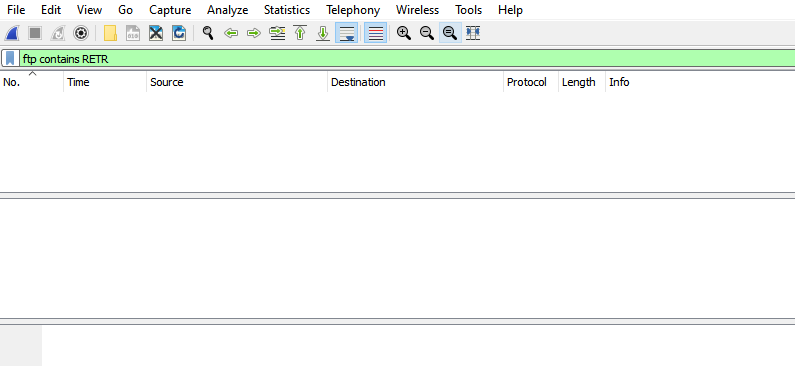 File Edit View Go Capture Analyze Statistics Telephony Wireless Tools Help
ftp contains RETR
No. Time Source Destination Protocol Length Info